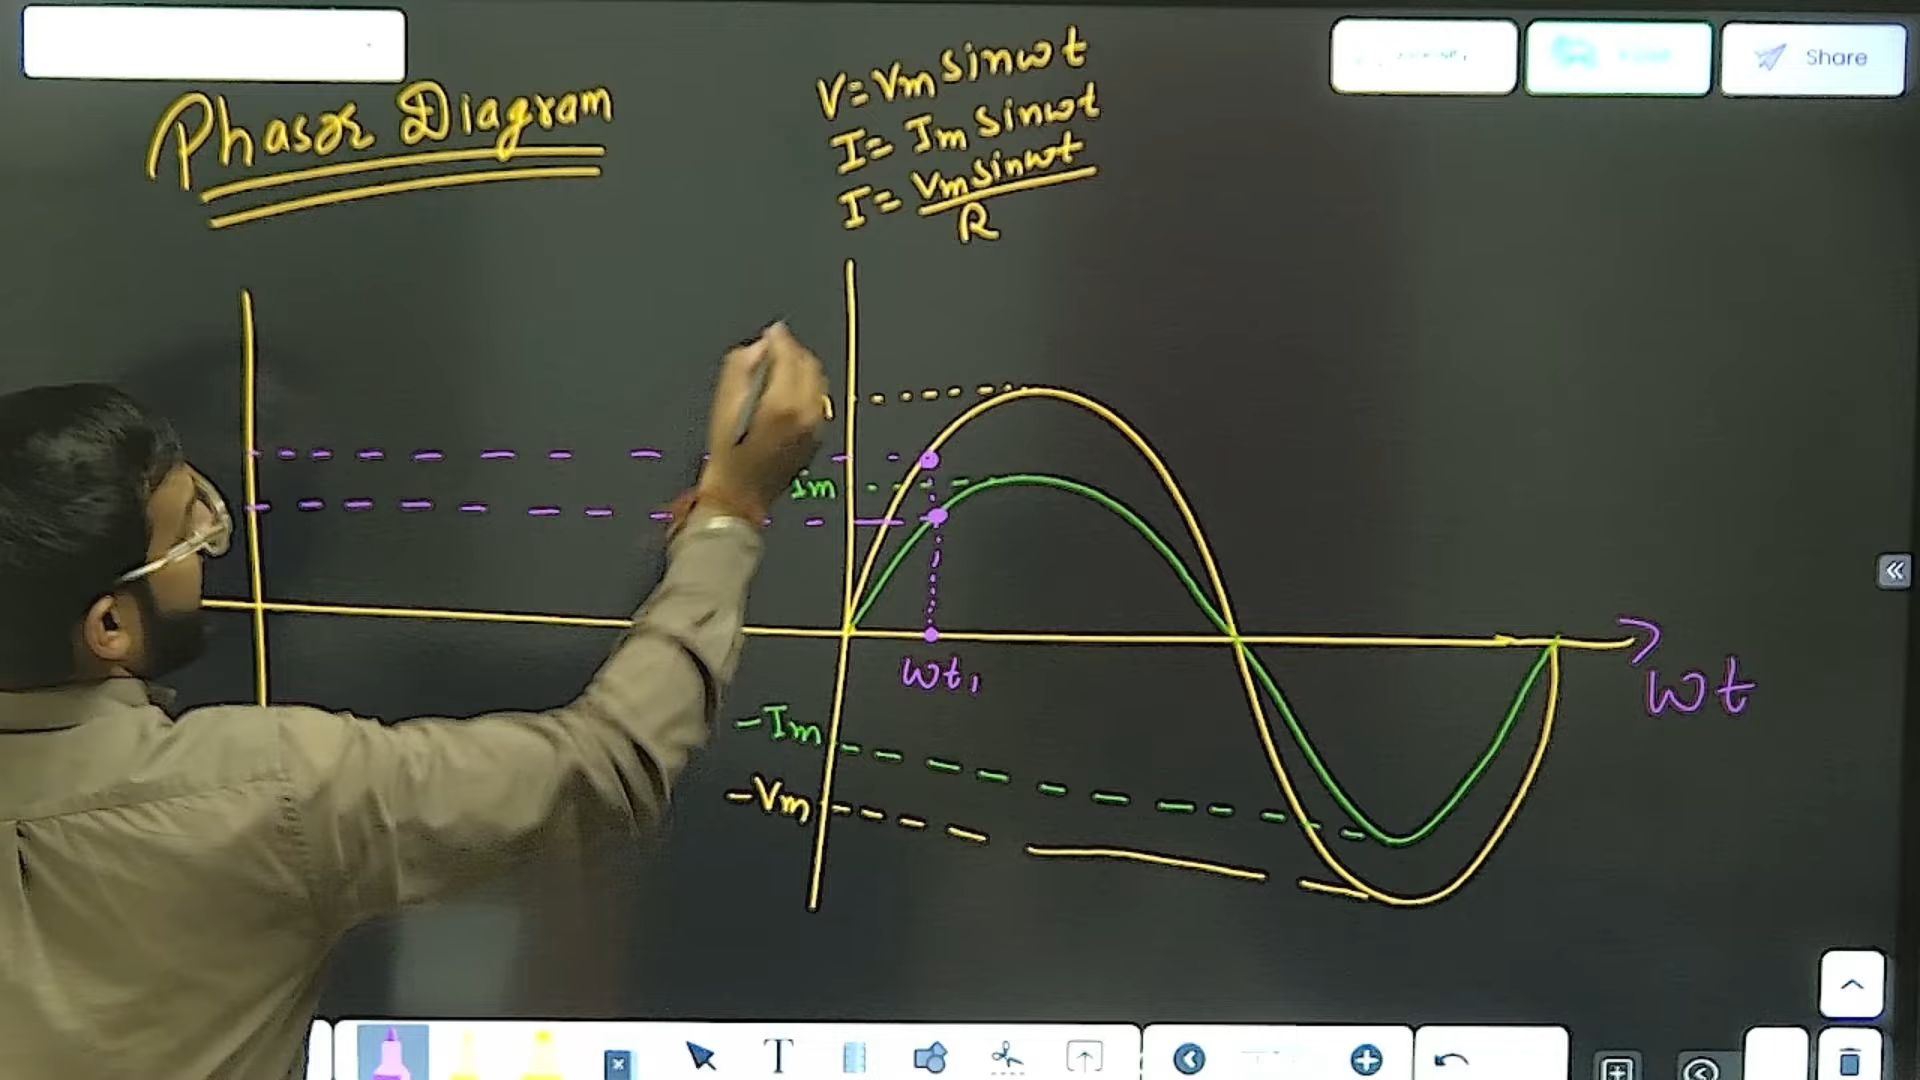 Share
Phasor Diagram
V = Vm sinωt
I = Im sinωt
I = Vm sinωt
R
Im
ωt₁
ωt
-Im
-Vm
T